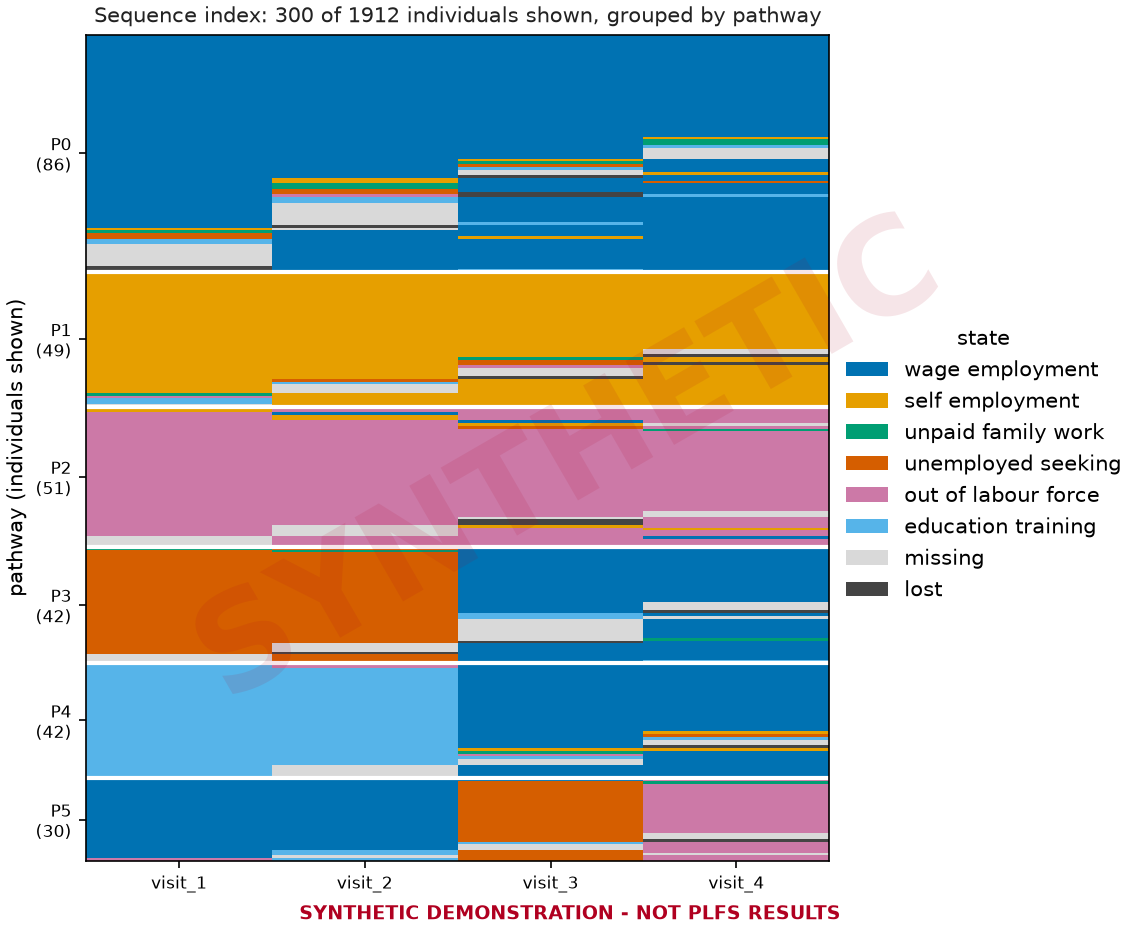 Sequence index: 300 of 1912 individuals shown, grouped by pathway
pathway (individuals shown)
P0
(86)
P1
(49)
P2
(51)
P3
(42)
P4
(42)
P5
(30)
SYNTHETIC
state
wage employment
self employment
unpaid family work
unemployed seeking
out of labour force
education training
missing
lost
visit_1
visit_2
visit_3
visit_4
SYNTHETIC DEMONSTRATION - NOT PLFS RESULTS